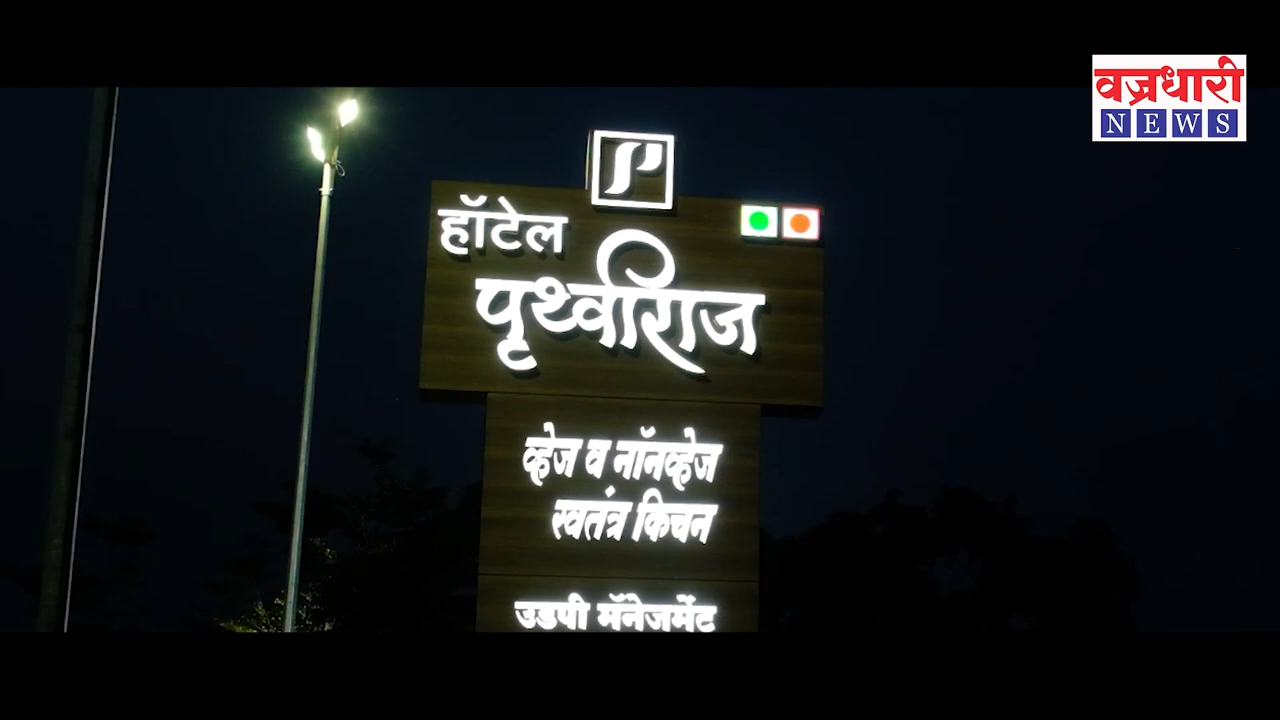 वज्रधारी
NEWS
P
हॉटेल
पृथ्वीराज
व्हेज व नॉनव्हेज
स्वतंत्र किचन
उडपी मॅनेजमेंट